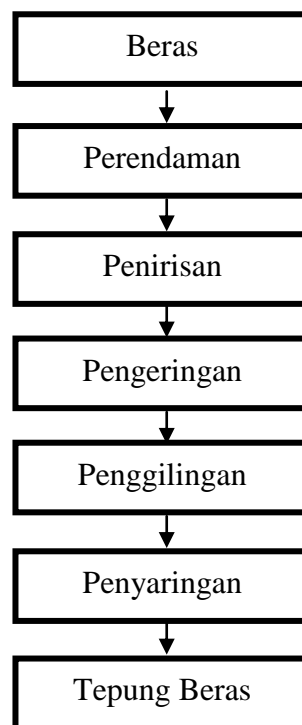 Beras
Perendaman
Penirisan
Pengeringan
Penggilingan
Penyaringan
Tepung Beras